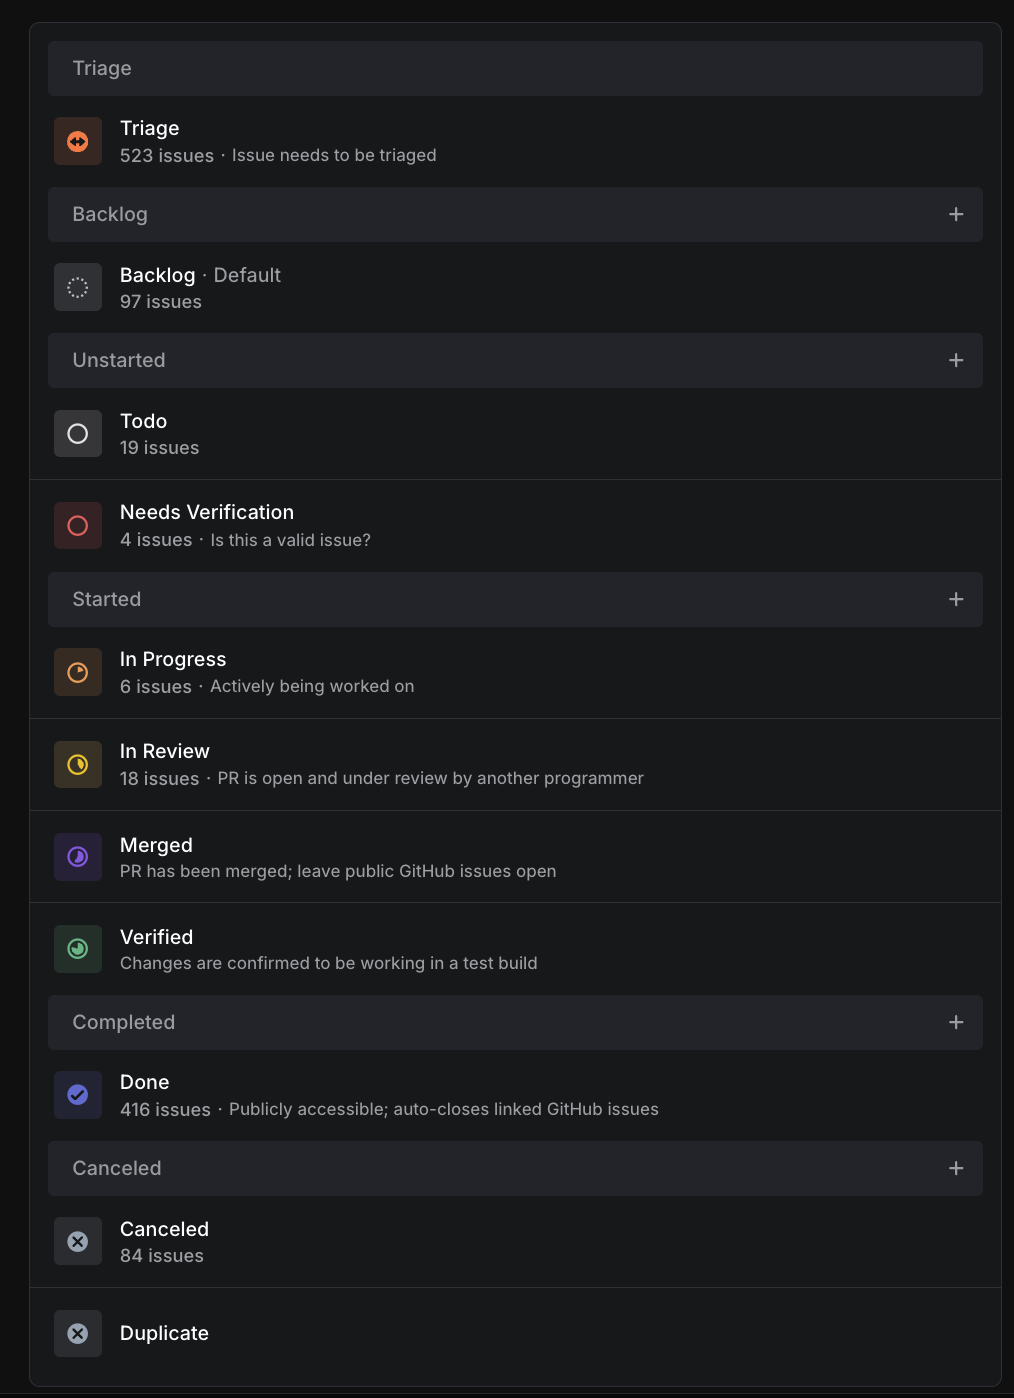 Triage
Triage
523 issues · Issue needs to be triaged
Backlog
Backlog · Default
97 issues
Unstarted
Todo
19 issues
Needs Verification
4 issues · Is this a valid issue?
Started
In Progress
6 issues · Actively being worked on
In Review
18 issues · PR is open and under review by another programmer
Merged
PR has been merged; leave public GitHub issues open
Verified
Changes are confirmed to be working in a test build
Completed
Done
416 issues · Publicly accessible; auto-closes linked GitHub issues
Canceled
Canceled
84 issues
Duplicate